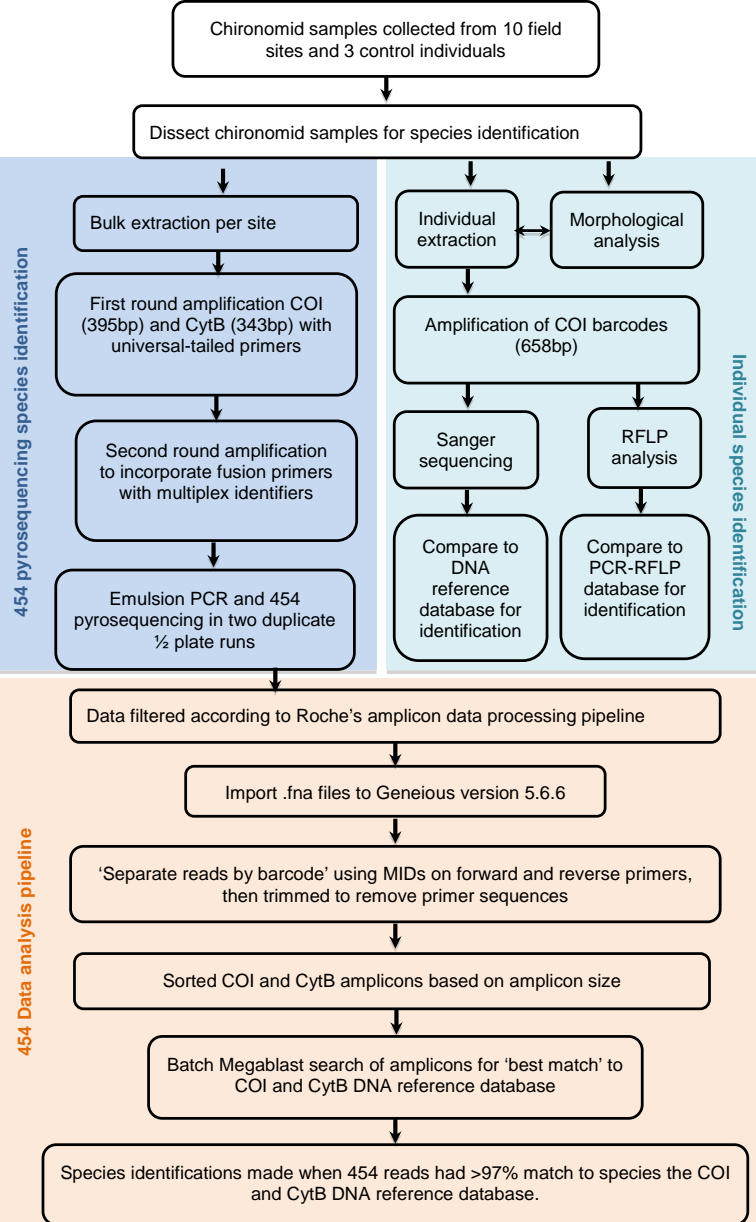 Chironomid samples collected from 10 field
sites and 3 control individuals
Dissect chironomid samples for species identification
454 pyrosequencing species identification
Bulk extraction per site
First round amplification COI
(395bp) and CytB (343bp) with
universal-tailed primers
Second round amplification
to incorporate fusion primers
with multiplex identifiers
Emulsion PCR and 454
pyrosequencing in two duplicate
½ plate runs
Individual species identification
Individual
extraction
Morphological
analysis
Amplification of COI barcodes
(658bp)
Sanger
sequencing
RFLP
analysis
Compare to
DNA
reference
database for
identification
Compare to
PCR-RFLP
database for
identification
454 Data analysis pipeline
Data filtered according to Roche’s amplicon data processing pipeline
Import .fna files to Geneious version 5.6.6
‘Separate reads by barcode’ using MIDs on forward and reverse primers,
then trimmed to remove primer sequences
Sorted COI and CytB amplicons based on amplicon size
Batch Megablast search of amplicons for ‘best match’ to
COI and CytB DNA reference database
Species identifications made when 454 reads had >97% match to species the COI
and CytB DNA reference database.